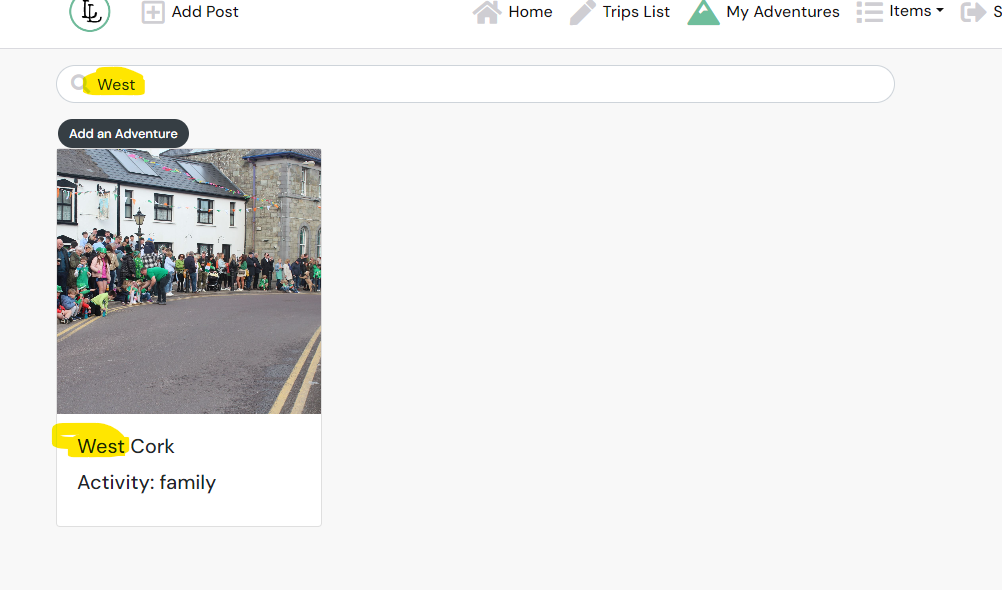 LL
Add Post
Home
Trips List
My Adventures
Items
S
West
Add an Adventure
West Cork
Activity: family